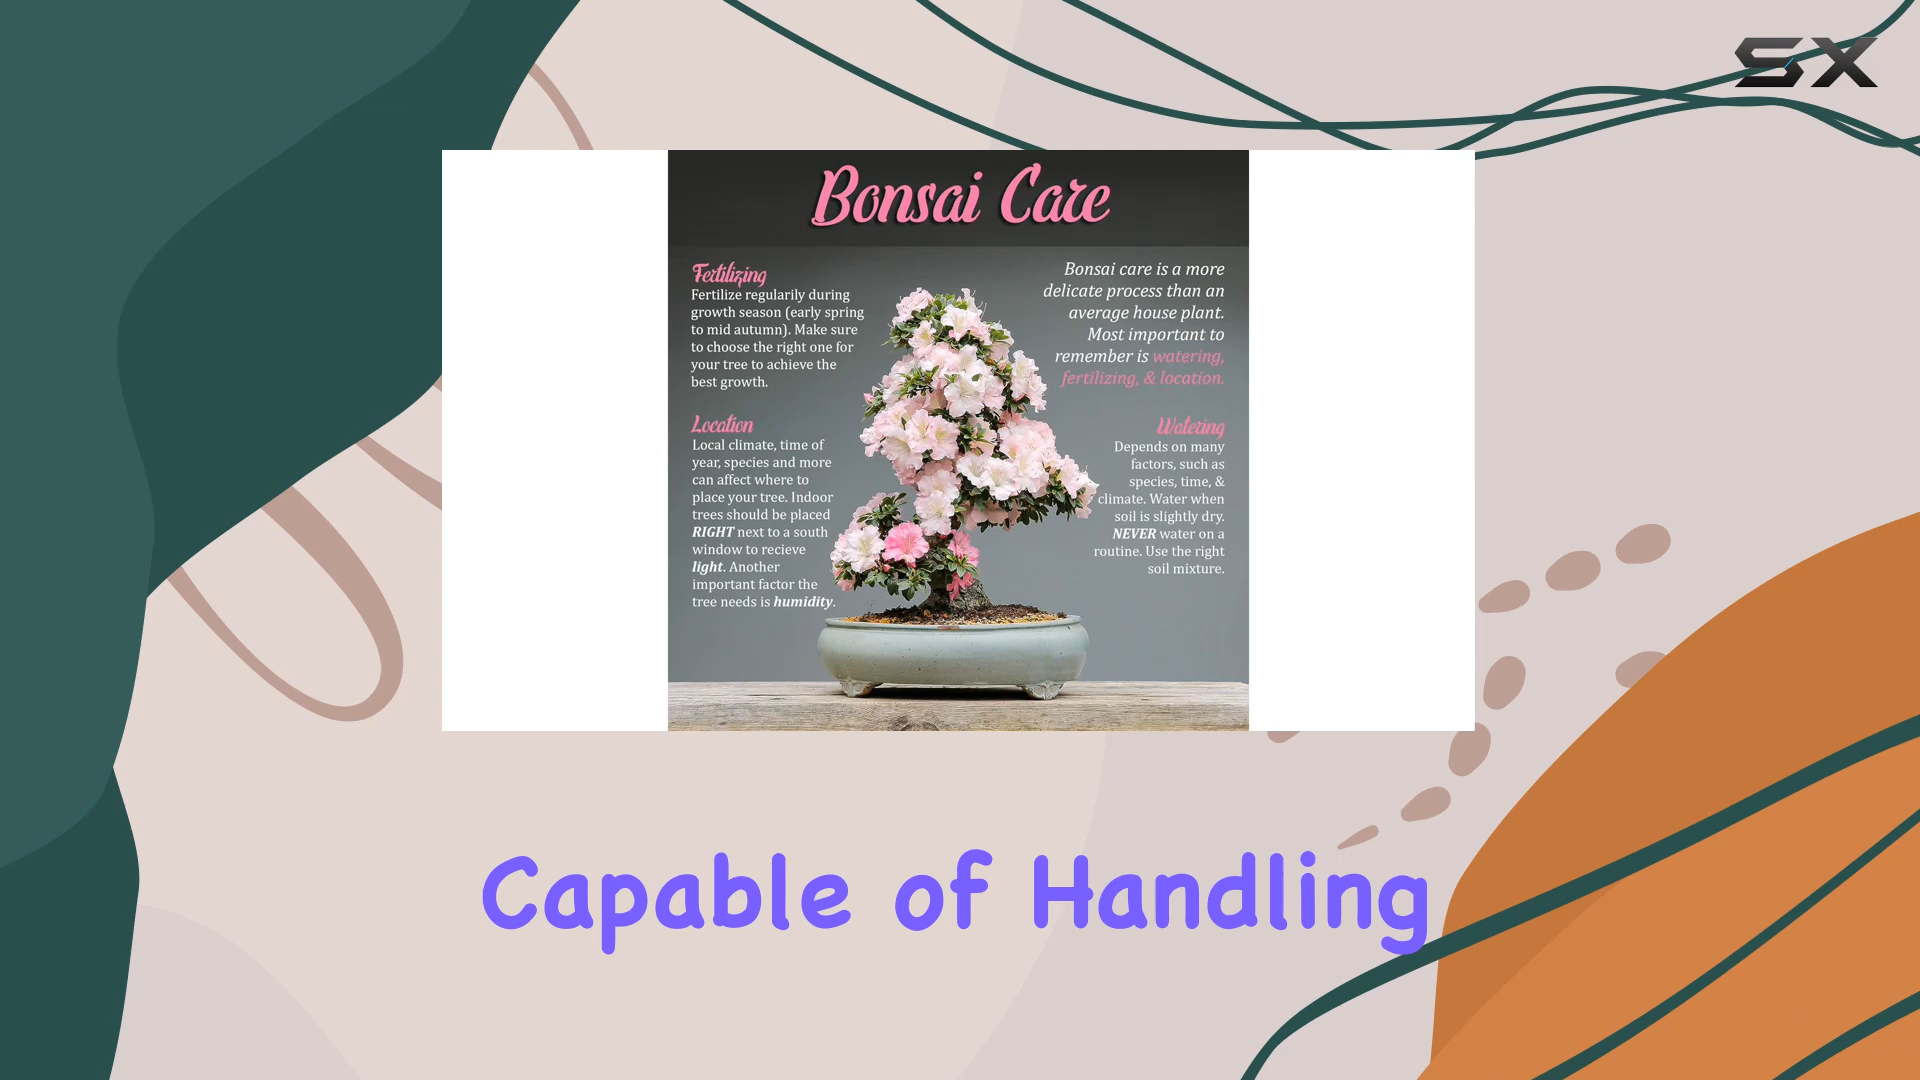 SX
Bonsai Care
Fertilizing
Fertilize regularily during
growth season (early spring
to mid autumn). Make sure
to choose the right one for
your tree to achieve the
best growth.
Location
Local climate, time of
year, species and more
can affect where to
place your tree. Indoor
trees should be placed
RIGHT next to a south
window to recieve
light. Another
important factor the
tree needs is humidity.
Bonsai care is a more
delicate process than an
average house plant.
Most important to
remember is watering,
fertilizing, & location.
Watering
Depends on many
factors, such as
species, time, &
climate. Water when
soil is slightly dry.
NEVER water on a
routine. Use the right
soil mixture.
Capable of Handling